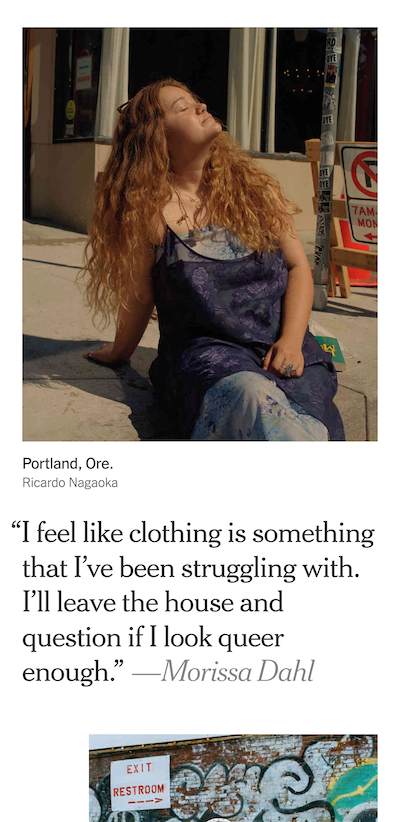 7AM
MON
Portland, Ore.
Ricardo Nagaoka
“I feel like clothing is something
that I’ve been struggling with.
I’ll leave the house and
question if I look queer
enough.” —Morissa Dahl
EXIT
RESTROOM